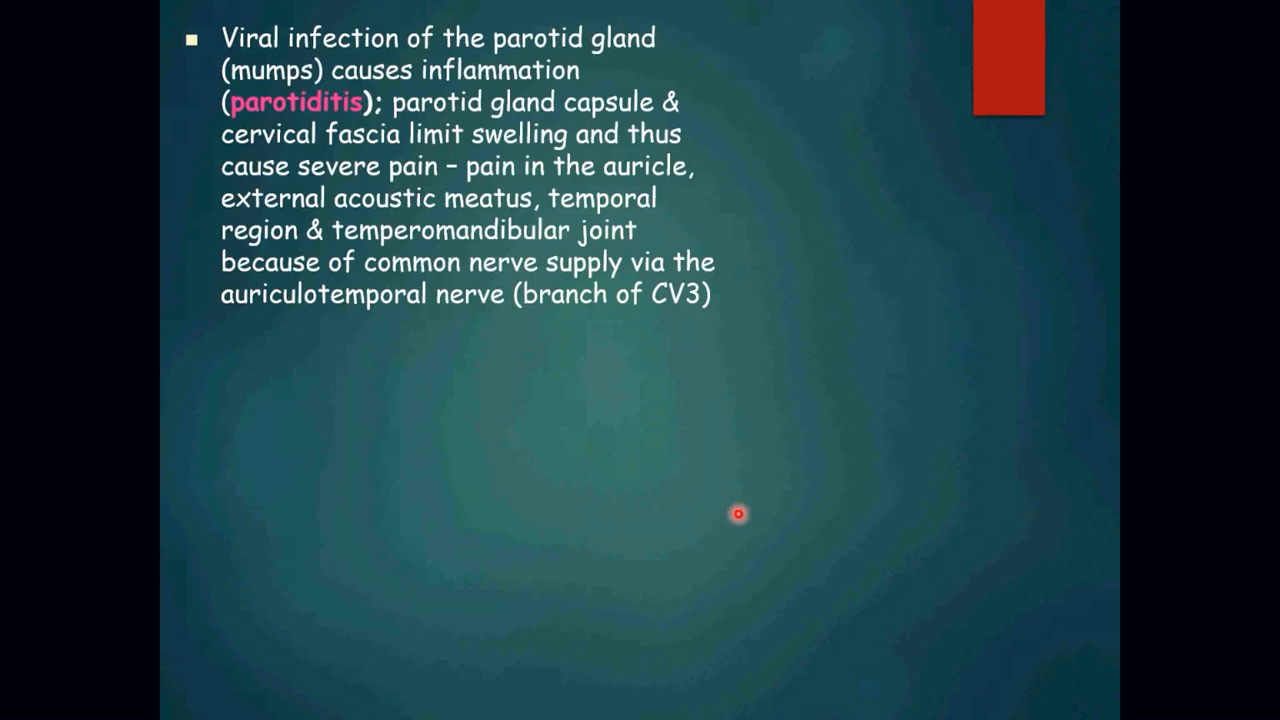 Viral infection of the parotid gland
(mumps) causes inflammation
(parotiditis); parotid gland capsule &
cervical fascia limit swelling and thus
cause severe pain – pain in the auricle,
external acoustic meatus, temporal
region & temperomandibular joint
because of common nerve supply via the
auriculotemporal nerve (branch of CV3)